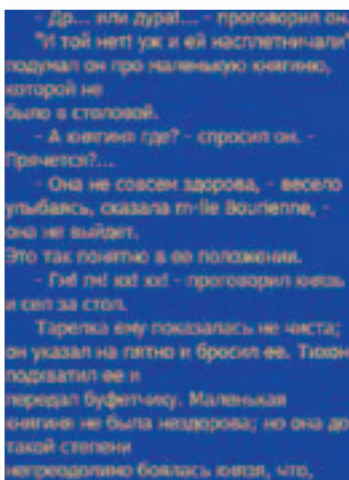 - Др... или дура!... - проговорил он.
"И той нет! уж и ей насплетничали"
подумал он про маленькую княгиню,
которой не
было в столовой.
- А княгиня где? - спросил он. -
Прячется?...
- Она не совсем здорова, - весело
улыбаясь, сказала m-lle Bourienne, -
она не выйдет.
Это так понятно в ее положении.
- Гм! гм! кх! кх! - проговорил князь
и сел за стол.
Тарелка ему показалась не чиста;
он указал на пятно и бросил ее. Тихон
подхватил ее и
передал буфетчику. Маленькая
княгиня не была нездорова; но она до
такой степени
непреодолимо боялась князя, что,